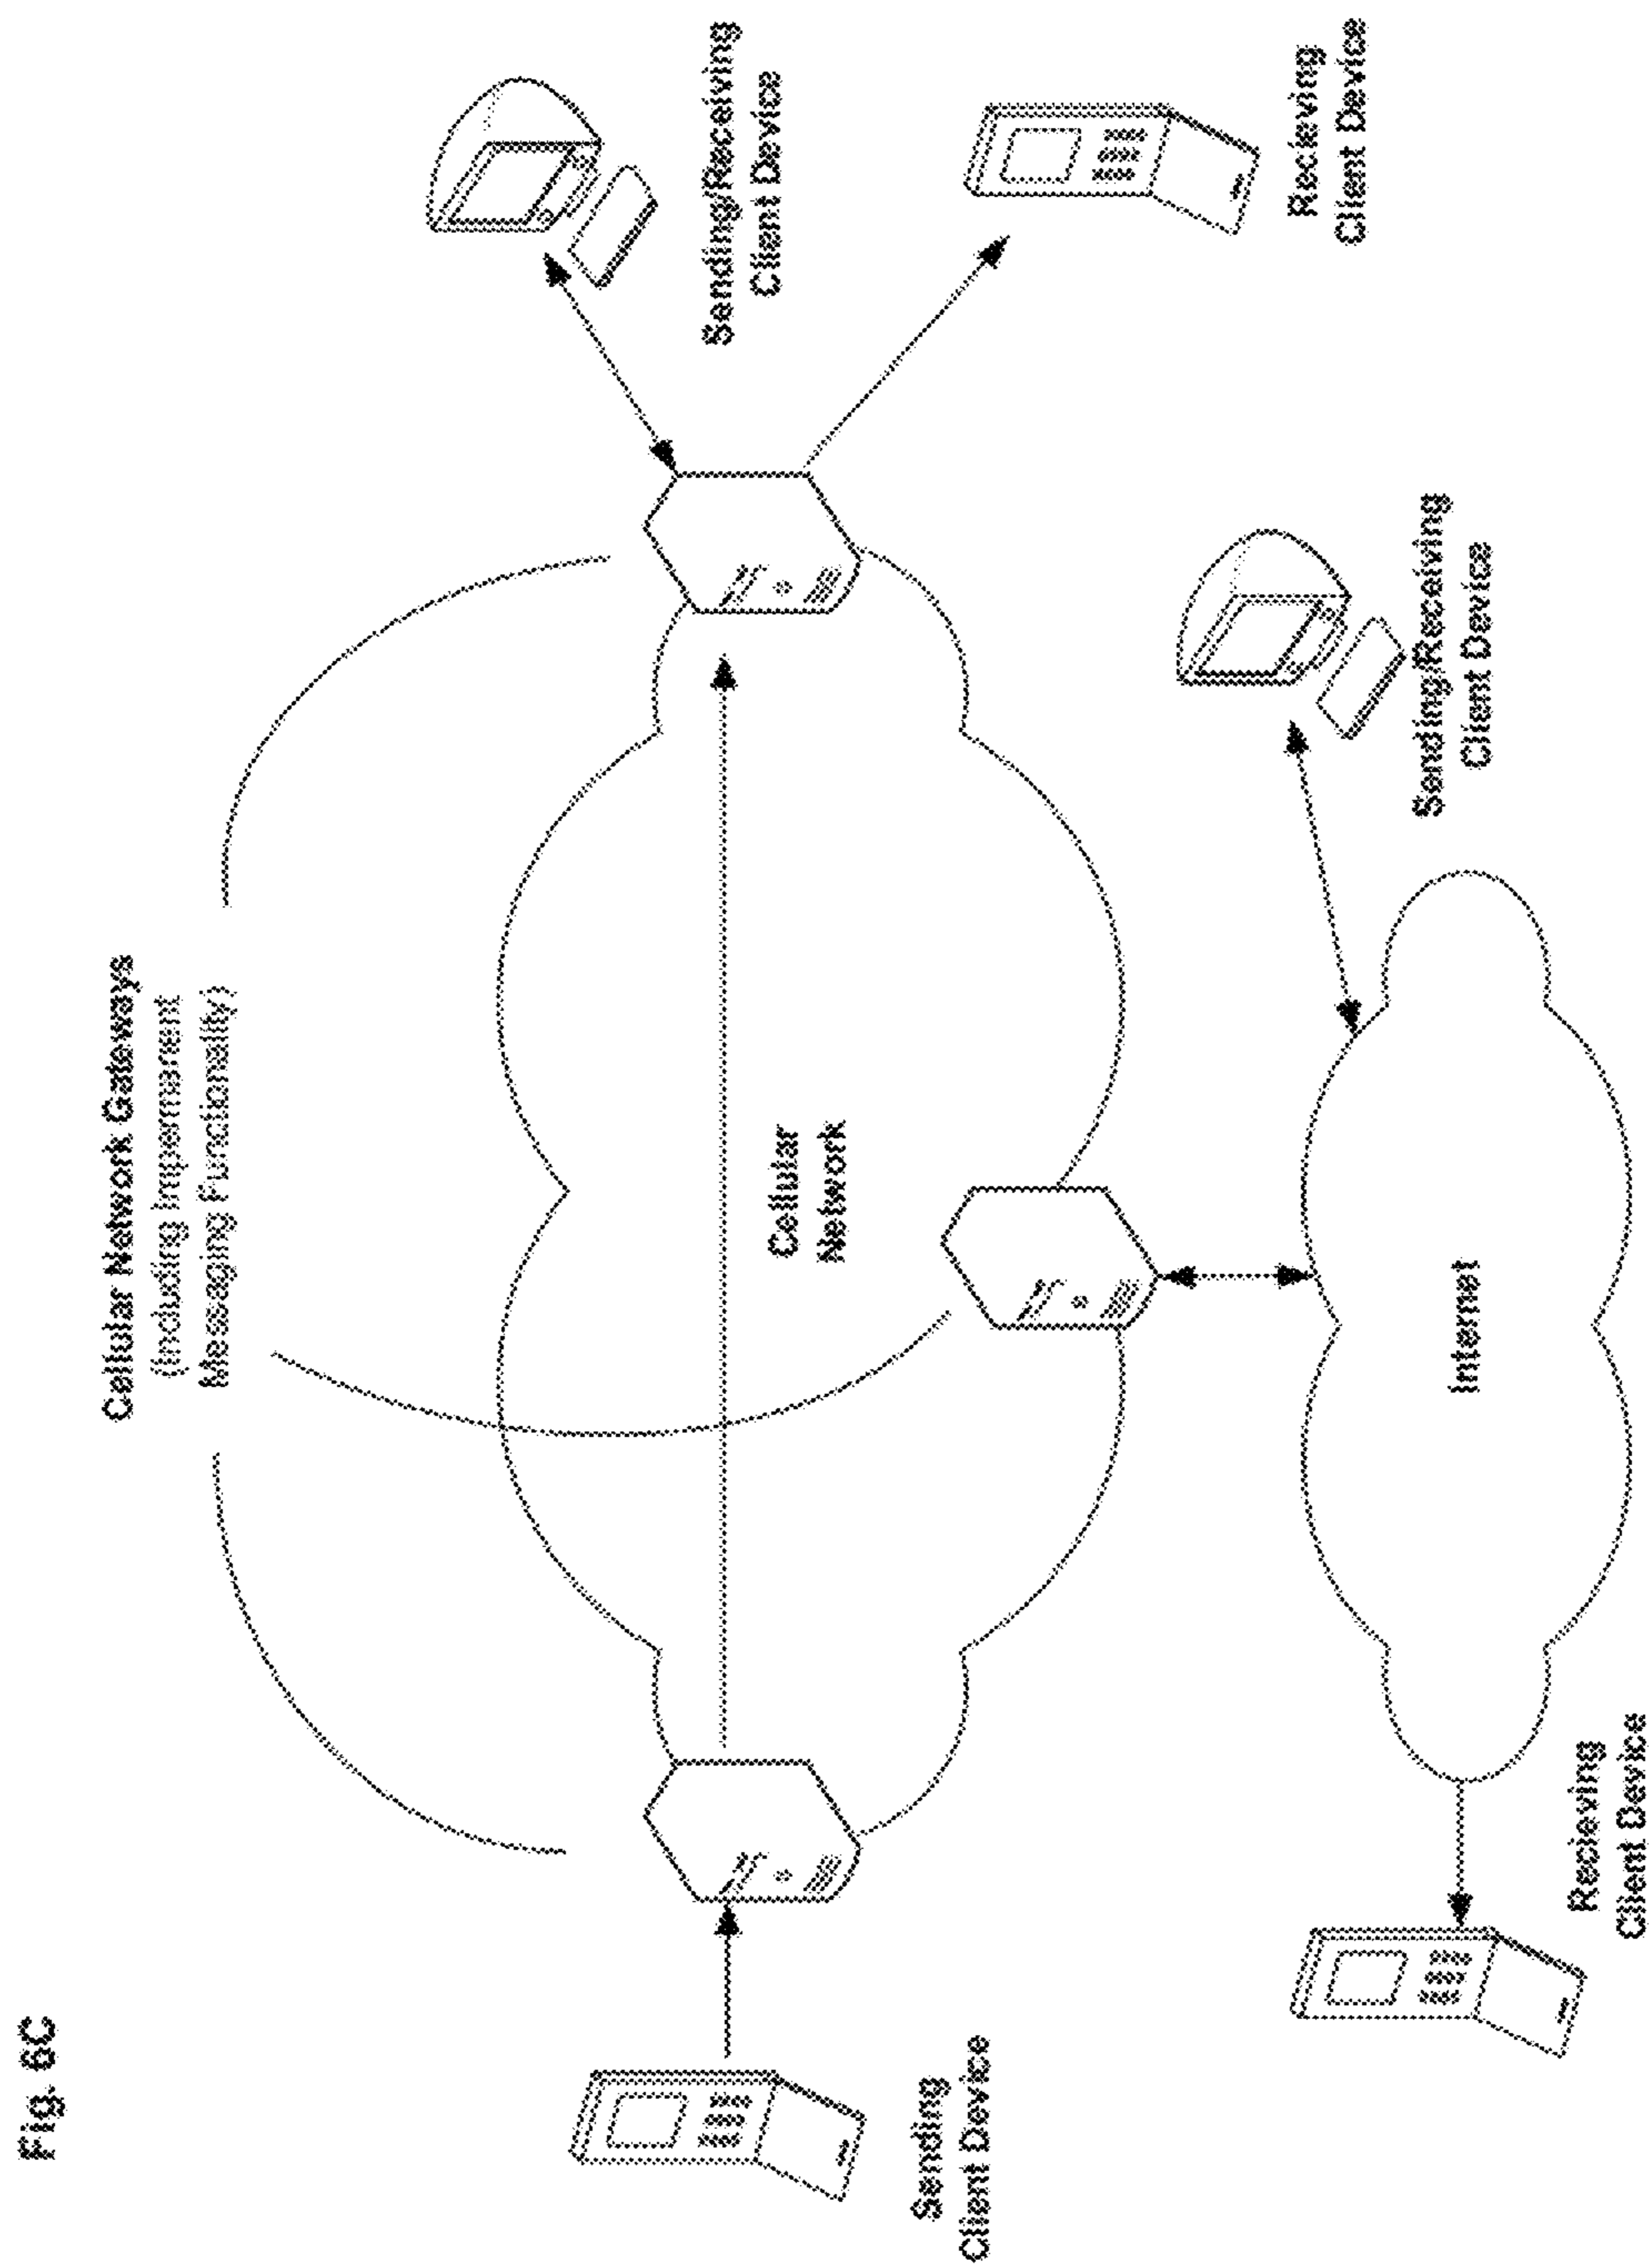 Fig. 6C
Cellular Network Gateways
(Including Impermanent
Messaging Functionality)
Sending/Receiving
Client Device
Cellular
Network
Sending
Client Device
Recieving
Client Device
Sending/Receiving
Client Device
Internet
Recieving
Client Device